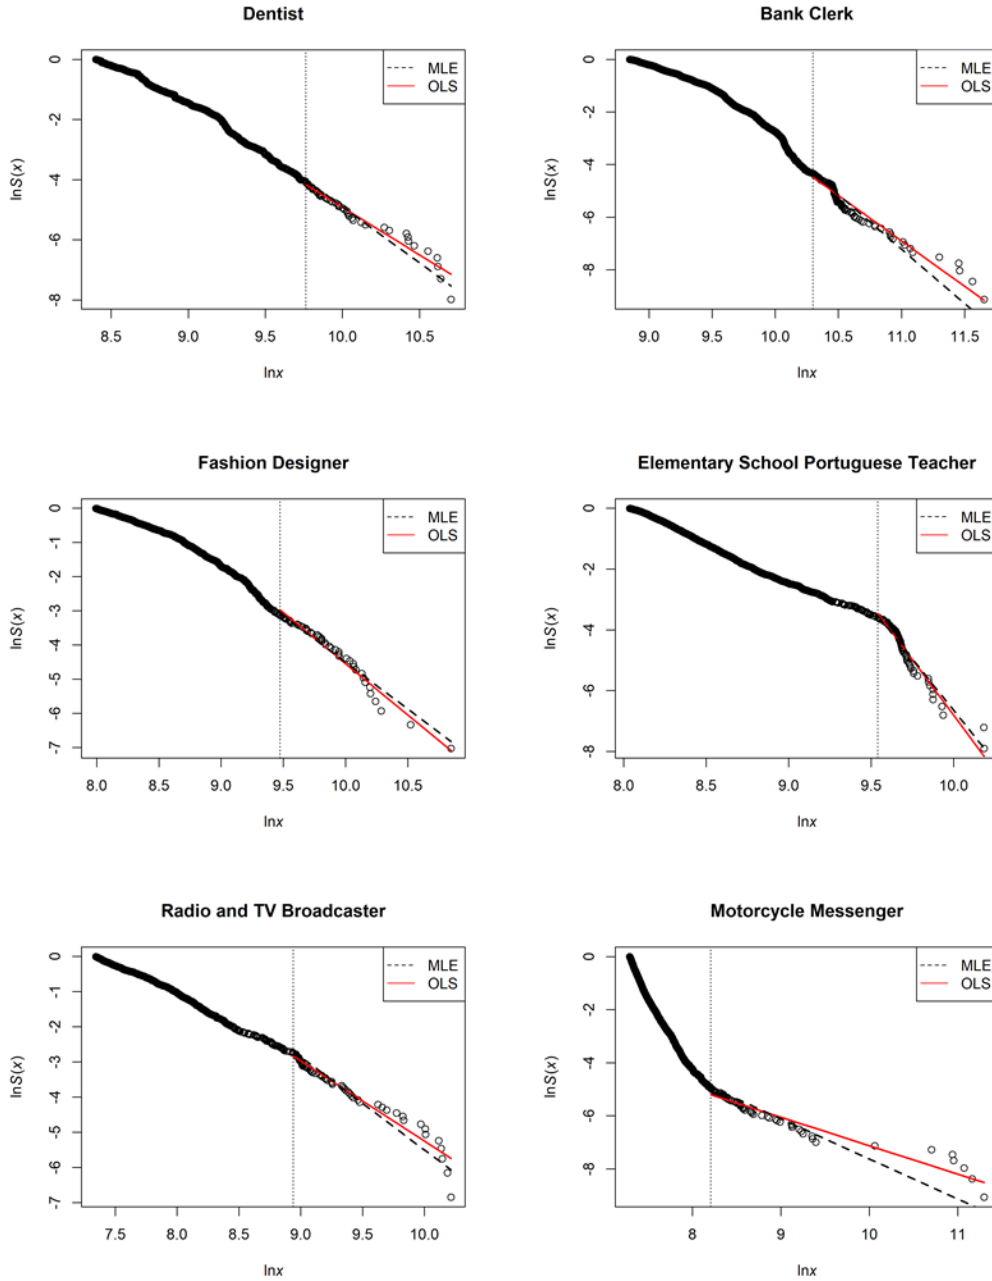 Dentist
0
-2
-4
-6
-8
lnS(x)
MLE
OLS
8.5 9.0 9.5 10.0 10.5
lnx
Bank Clerk
0
-2
-4
-6
-8
lnS(x)
MLE
OLS
9.0 9.5 10.0 10.5 11.0 11.5
lnx
Fashion Designer
0
-1
-2
-3
-4
-5
-6
-7
lnS(x)
MLE
OLS
8.0 8.5 9.0 9.5 10.0 10.5
lnx
Elementary School Portuguese Teacher
0
-2
-4
-6
-8
lnS(x)
MLE
OLS
8.0 8.5 9.0 9.5 10.0
lnx
Radio and TV Broadcaster
0
-1
-2
-3
-4
-5
-6
-7
lnS(x)
MLE
OLS
7.5 8.0 8.5 9.0 9.5 10.0
lnx
Motorcycle Messenger
0
-2
-4
-6
-8
lnS(x)
MLE
OLS
8 9 10 11
lnx